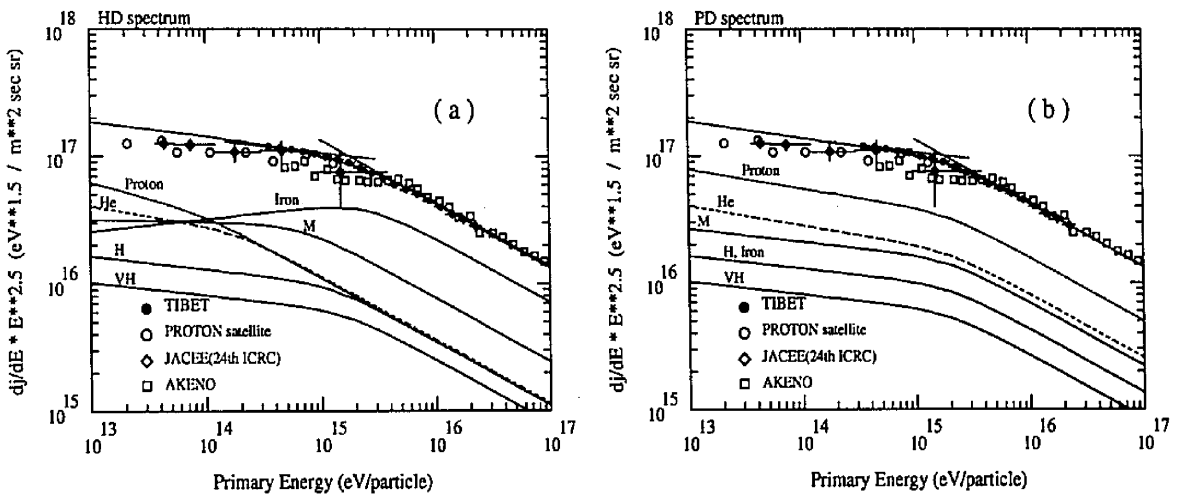 HD spectrum
10 18
10 17
10 16
10 15
dj/dE * E**2.5 (eV**1.5 / m**2 sec sr)
(a)
Proton
He
Iron
M
H
VH
TIBET
PROTON satellite
JACEE(24th ICRC)
AKENO
10 13
10 14
10 15
10 16
10 17
Primary Energy (eV/particle)
PD spectrum
10 18
10 17
10 16
10 15
dj/dE * E**2.5 (eV**1.5 / m**2 sec sr)
(b)
Proton
He
M
H, Iron
VH
TIBET
PROTON satellite
JACEE(24th ICRC)
AKENO
10 13
10 14
10 15
10 16
10 17
Primary Energy (eV/particle)